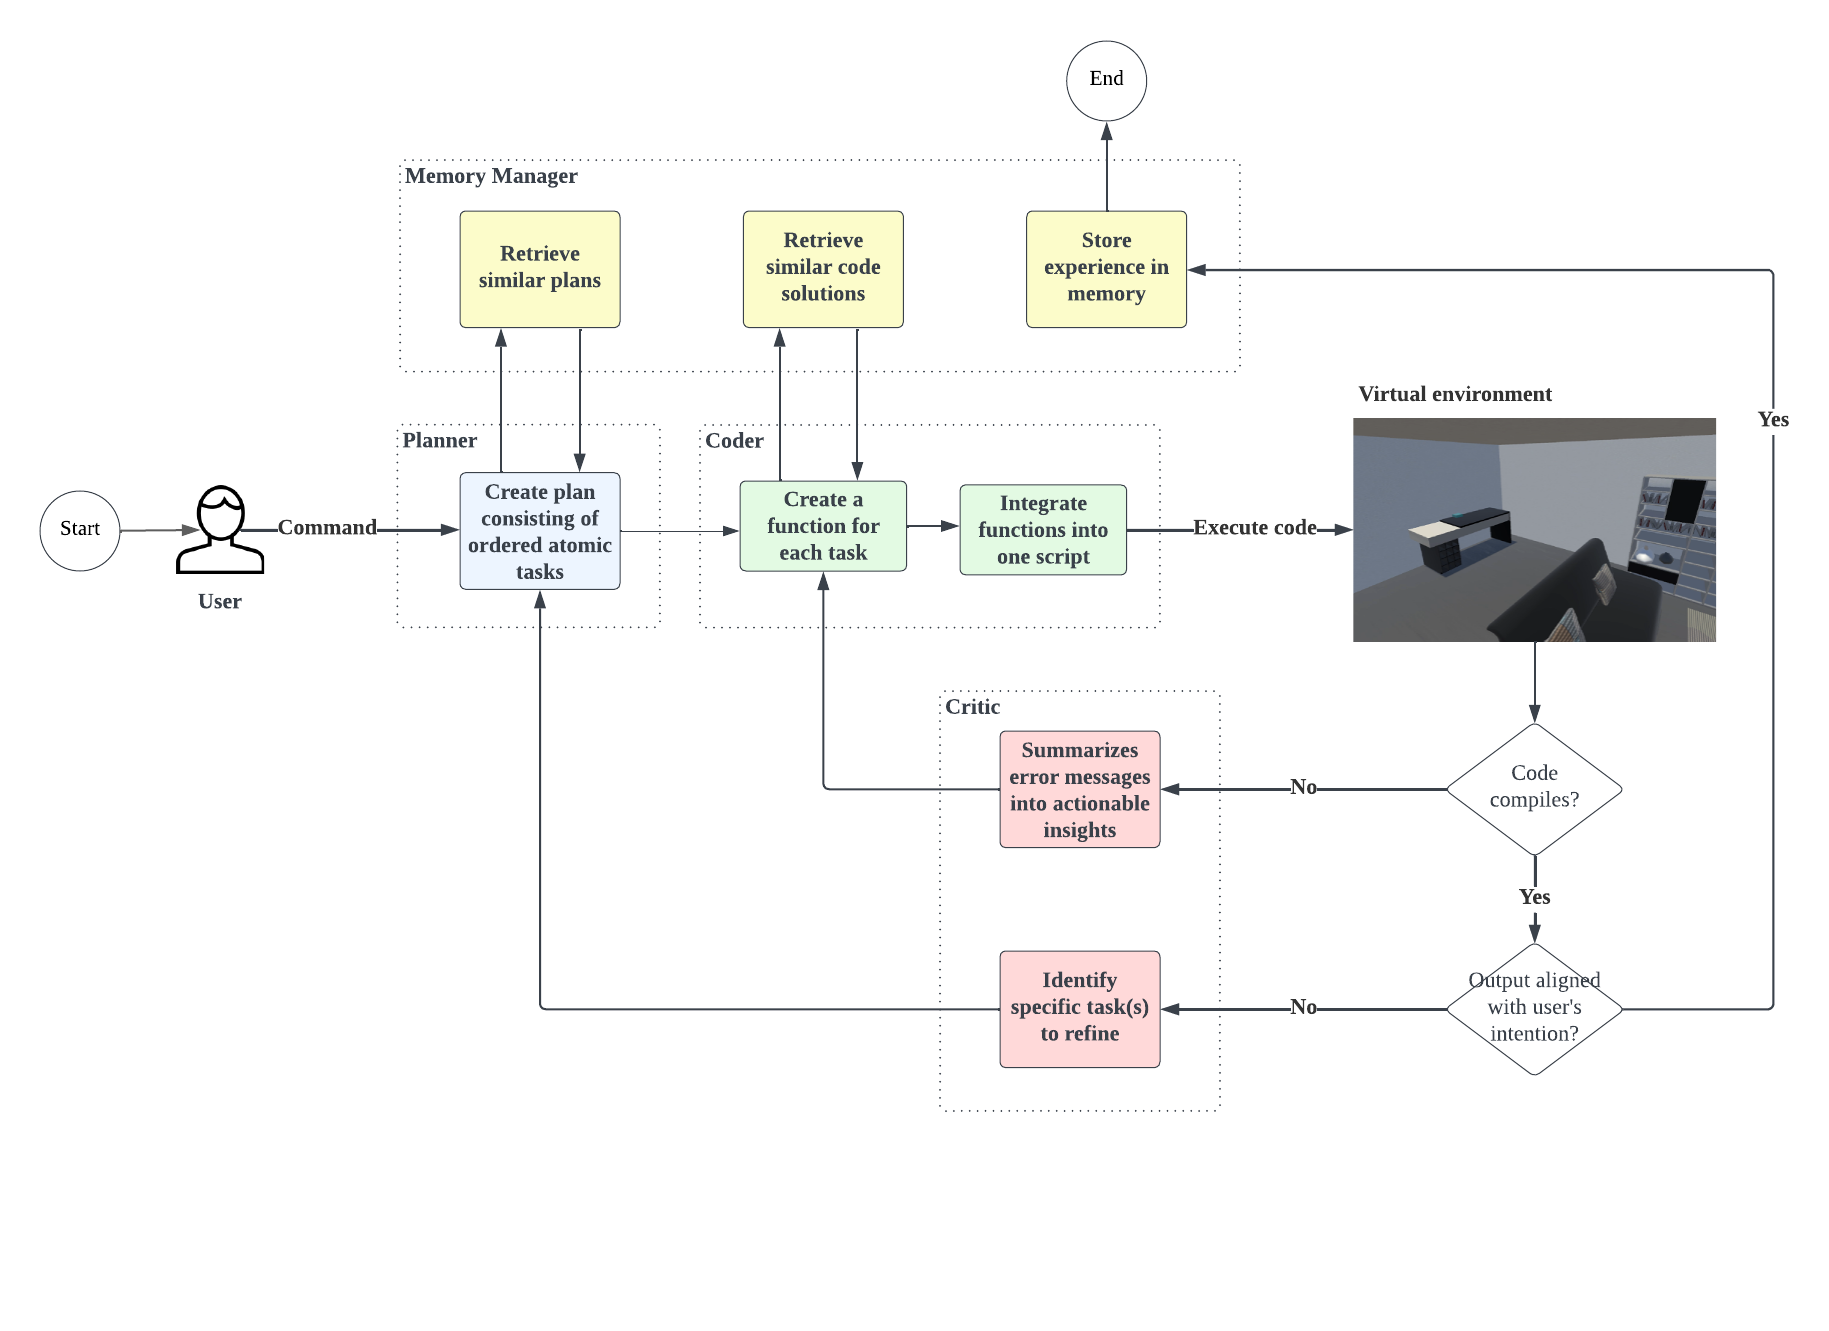 End
Memory Manager
Retrieve
similar plans
Retrieve
similar code
solutions
Store
experience in
memory
Virtual environment
Yes
Planner
Create plan
consisting of
ordered atomic
tasks
Coder
Create a
function for
each task
Integrate
functions into
one script
Execute code
Start
Command
User
Critic
Summarizes
error messages
into actionable
insights
No
Code
compiles?
Yes
Identify
specific task(s)
to refine
No
Output aligned
with user's
intention?